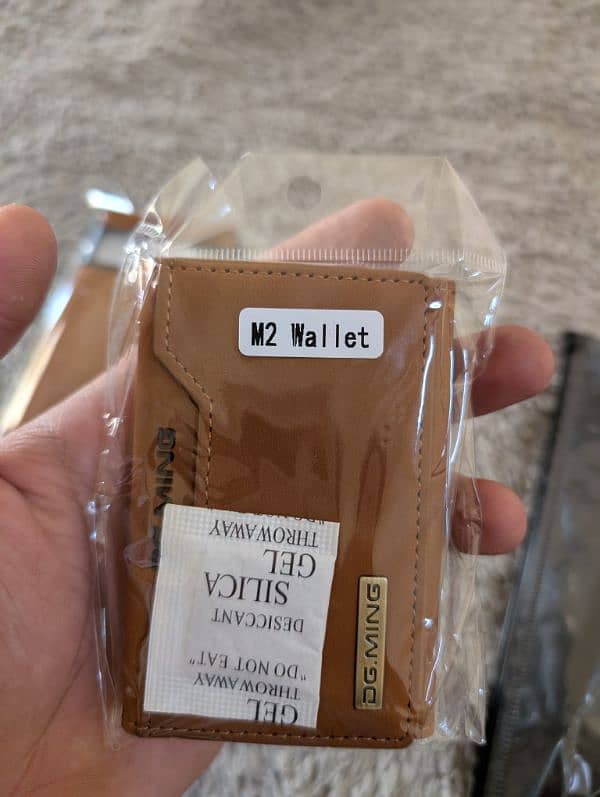 M2 Wallet
DG.MING
DG.MING
THROWAWAY
GEL
SILICA
DESICCANT
"DO NOT EAT"
THROWAWAY
GEL